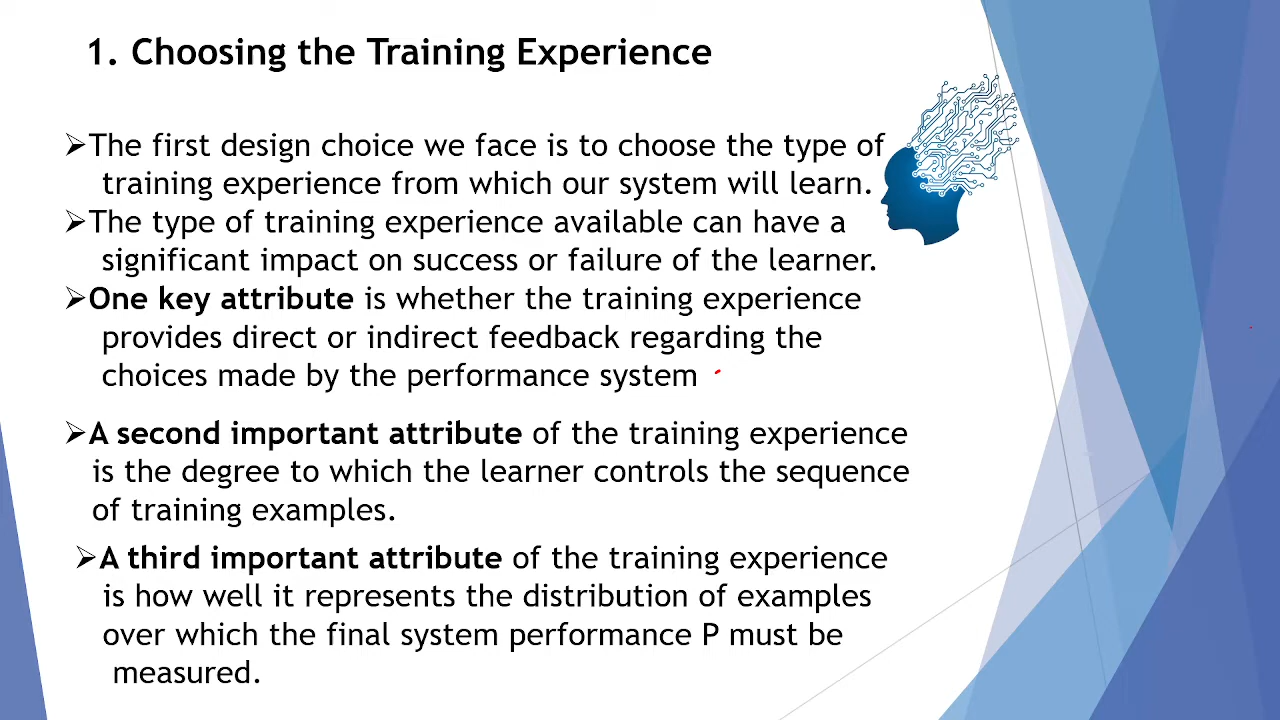 1. Choosing the Training Experience
➢The first design choice we face is to choose the type of
training experience from which our system will learn.
➢The type of training experience available can have a
significant impact on success or failure of the learner.
➢One key attribute is whether the training experience
provides direct or indirect feedback regarding the
choices made by the performance system
➢A second important attribute of the training experience
is the degree to which the learner controls the sequence
of training examples.
➢A third important attribute of the training experience
is how well it represents the distribution of examples
over which the final system performance P must be
measured.